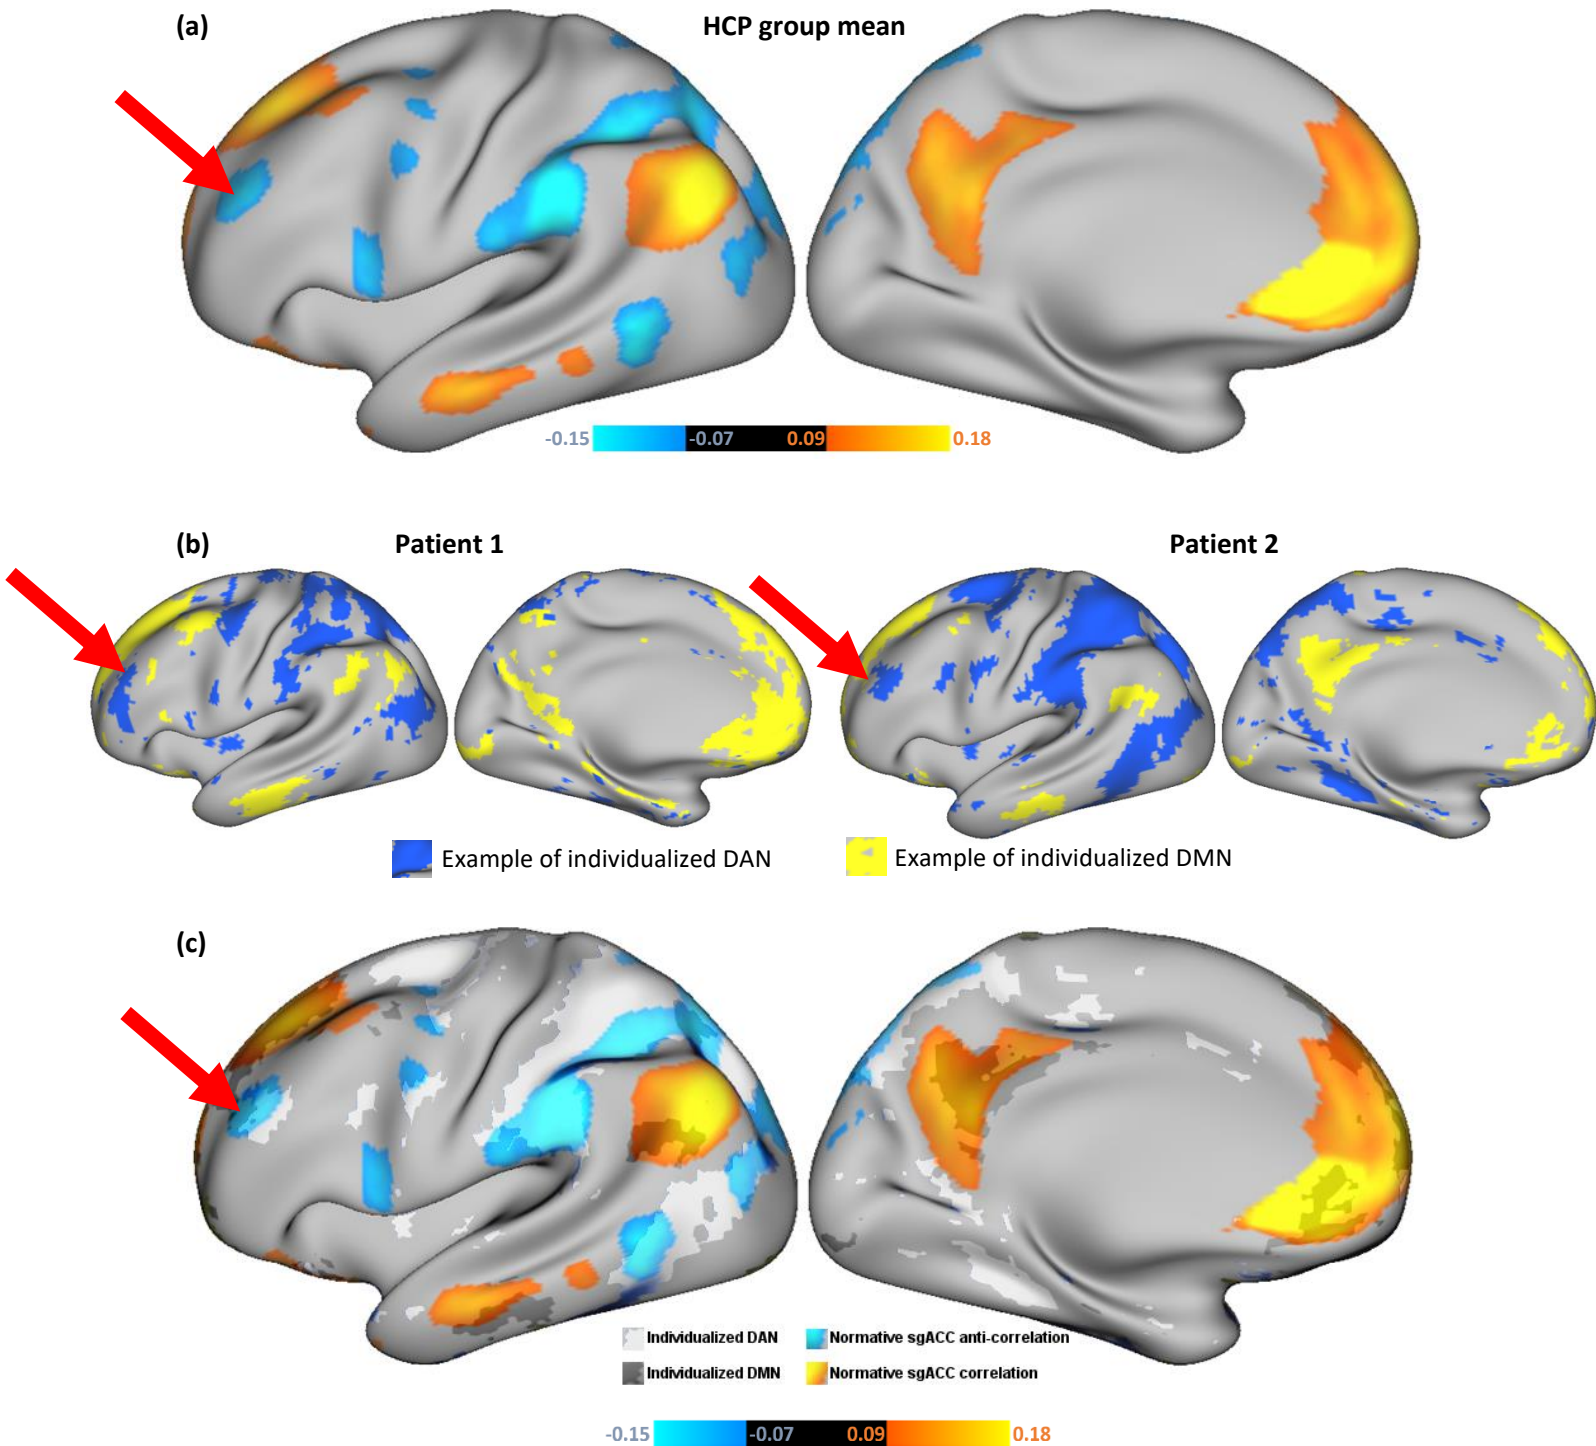 (a)
HCP group mean
-0.15 -0.07 0.09 0.18
(b)
Patient 1
Patient 2
Example of individualized DAN
Example of individualized DMN
(c)
Individualized DAN
Normative sgACC anti-correlation
Individualized DMN
Normative sgACC correlation
-0.15 -0.07 0.09 0.18